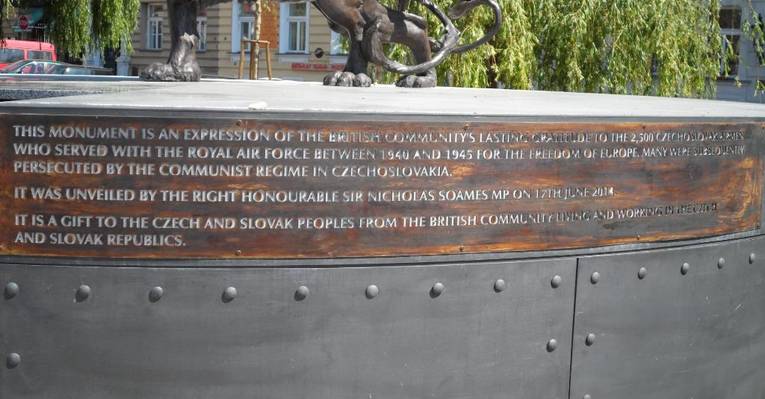 THIS MONUMENT IS AN EXPRESSION OF THE BRITISH COMMUNITY'S LASTING GRATITUDE TO THE 2,500 CZECHOSLOVAK AIRMEN
WHO SERVED WITH THE ROYAL AIR FORCE BETWEEN 1940 AND 1945 FOR THE FREEDOM OF EUROPE. MANY WERE SUBSEQUENTLY
PERSECUTED BY THE COMMUNIST REGIME IN CZECHOSLOVAKIA.
IT WAS UNVEILED BY THE RIGHT HONOURABLE SIR NICHOLAS SOAMES MP ON 17TH JUNE 2014.
IT IS A GIFT TO THE CZECH AND SLOVAK PEOPLES FROM THE BRITISH COMMUNITY LIVING AND WORKING IN THE CZECH
AND SLOVAK REPUBLICS.